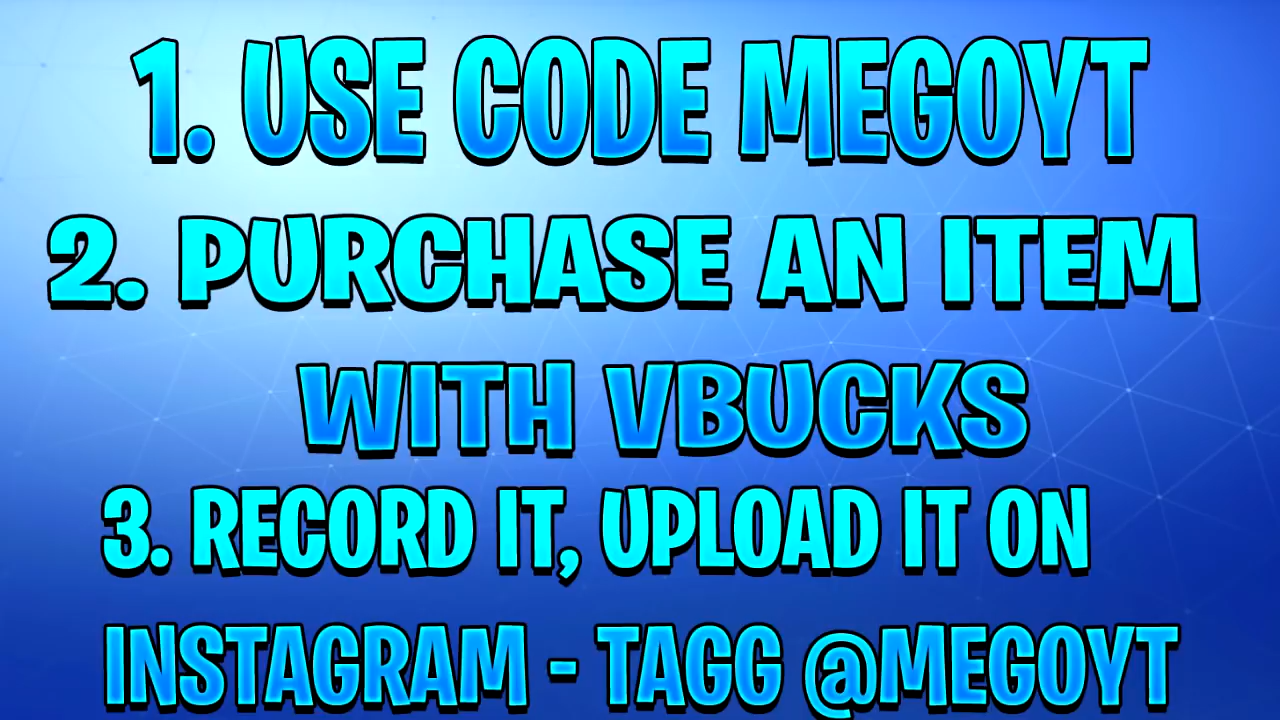 1. USE CODE MEGOYT
2. PURCHASE AN ITEM
WITH VBUCKS
3. RECORD IT, UPLOAD IT ON
INSTAGRAM - TAGG @MEGOYT